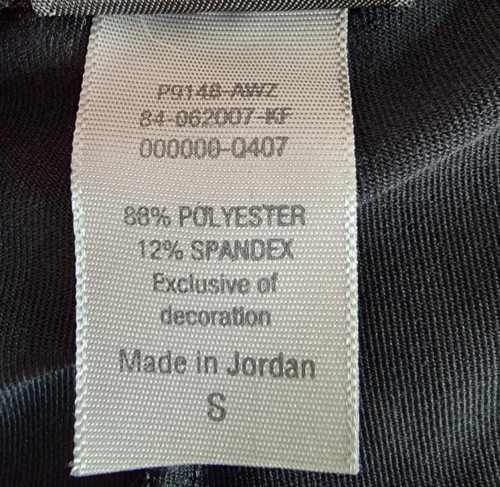 P9148-AWZ
84-062007-KF
000000-Q407
88% POLYESTER
12% SPANDEX
Exclusive of
decoration
Made in Jordan
S